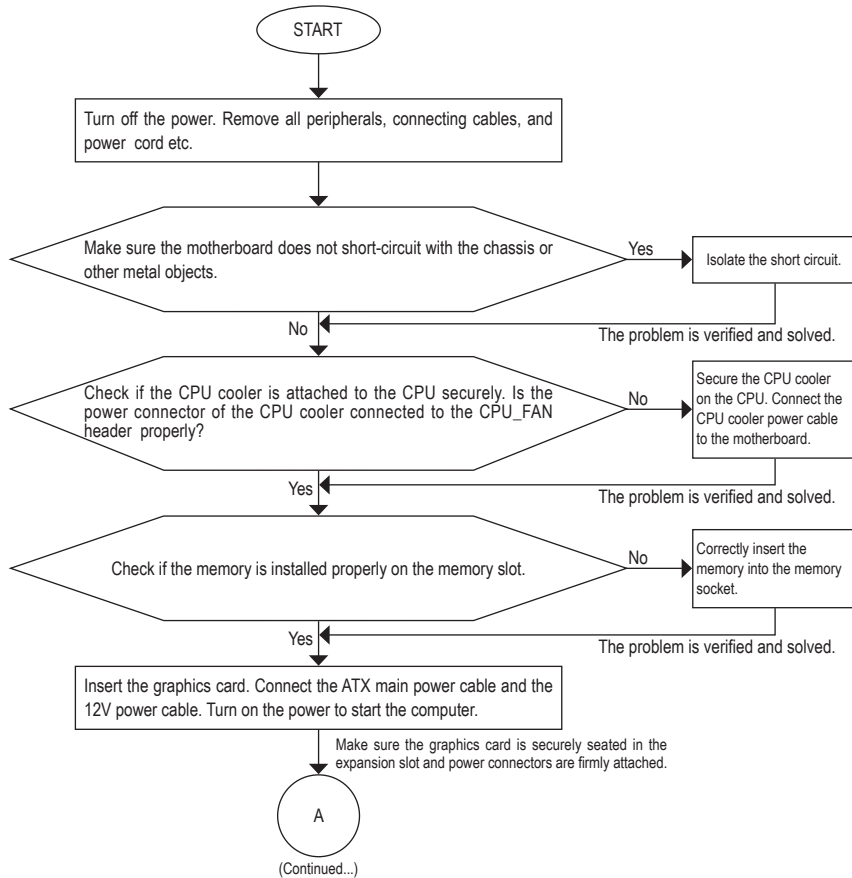 START
Turn off the power. Remove all peripherals, connecting cables, and
power cord etc.
Make sure the motherboard does not short-circuit with the chassis or
other metal objects.
Yes
Isolate the short circuit.
No
The problem is verified and solved.
Check if the CPU cooler is attached to the CPU securely. Is the
power connector of the CPU cooler connected to the CPU_FAN
header properly?
No
Secure the CPU cooler
on the CPU. Connect the
CPU cooler power cable
to the motherboard.
Yes
The problem is verified and solved.
Check if the memory is installed properly on the memory slot.
No
Correctly insert the
memory into the memory
socket.
Yes
The problem is verified and solved.
Insert the graphics card. Connect the ATX main power cable and the
12V power cable. Turn on the power to start the computer.
Make sure the graphics card is securely seated in the
expansion slot and power connectors are firmly attached.
A
(Continued...)